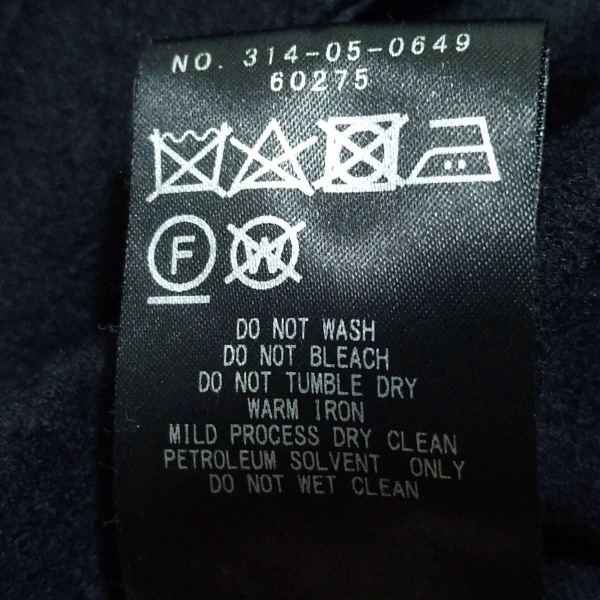 NO. 314-05-0649
60275
F W
DO NOT WASH
DO NOT BLEACH
DO NOT TUMBLE DRY
WARM IRON
MILD PROCESS DRY CLEAN
PETROLEUM SOLVENT ONLY
DO NOT WET CLEAN